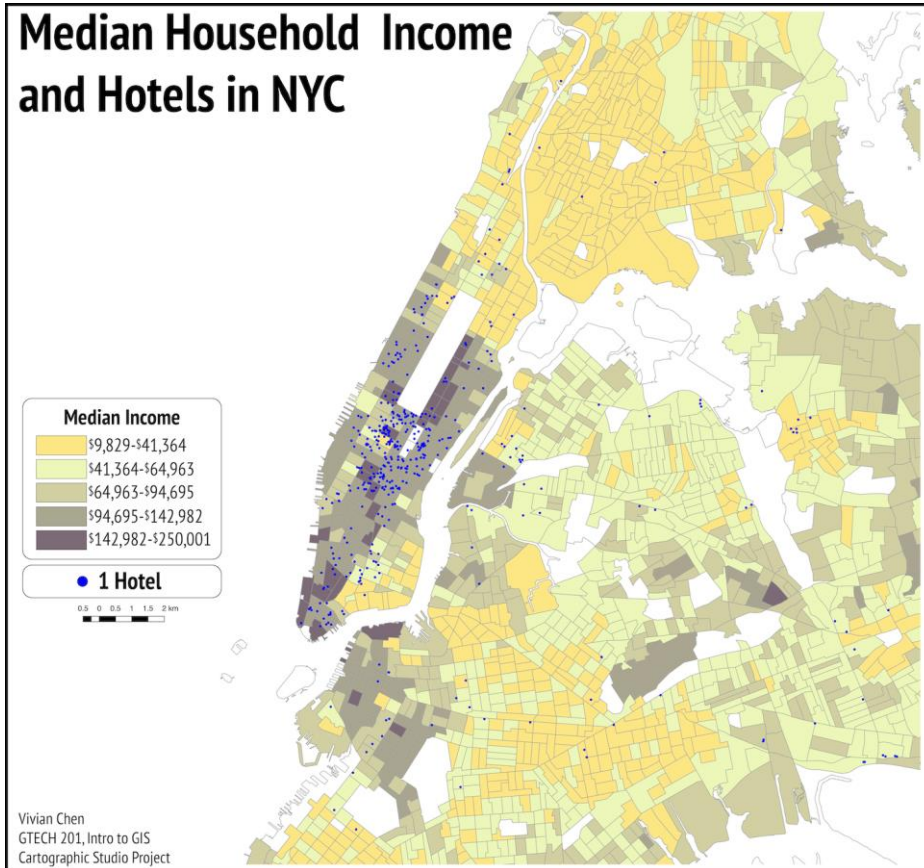 Median Household Income
and Hotels in NYC
Median Income
$9,829-$41,364
$41,364-$64,963
$64,963-$94,695
$94,695-$142,982
$142,982-$250,001
1 Hotel
0.5 0 0.5 1 1.5 2 km
Vivian Chen
GTECH 201, Intro to GIS
Cartographic Studio Project